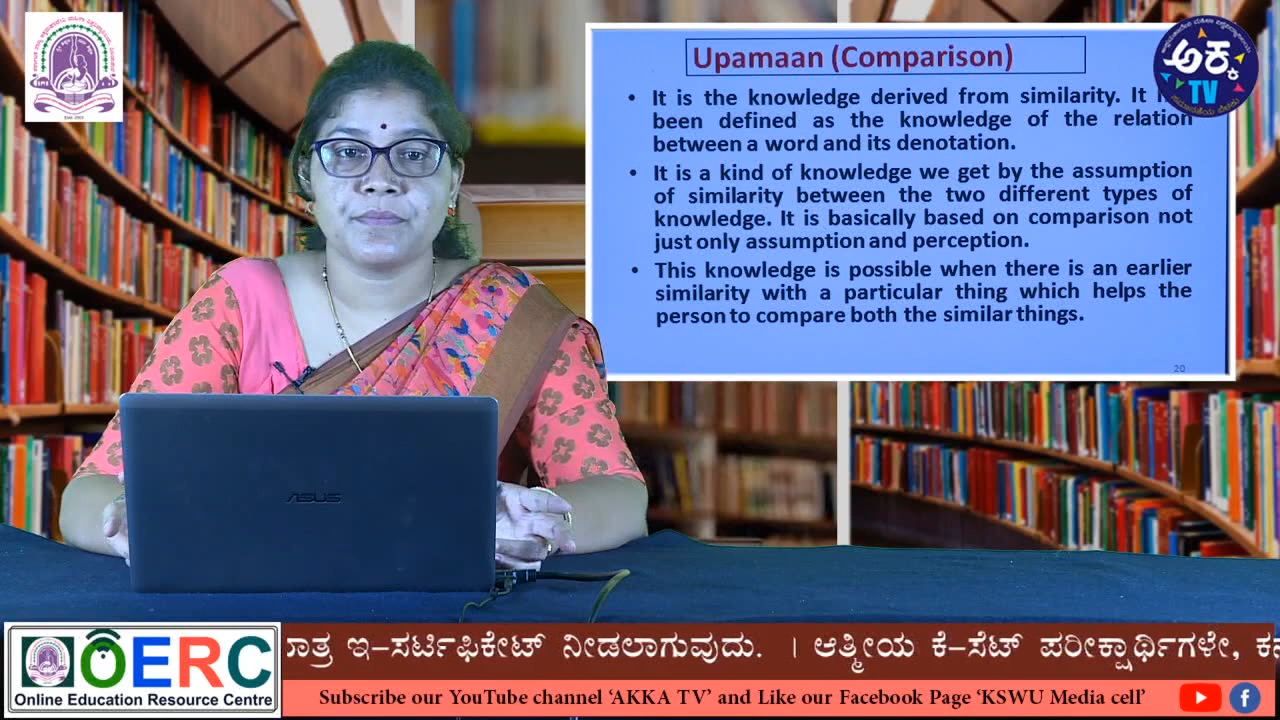 Upamaan (Comparison)
• It is the knowledge derived from similarity. It
been defined as the knowledge of the relation
between a word and its denotation.
• It is a kind of knowledge we get by the assumption
of similarity between the two different types of
knowledge. It is basically based on comparison not
just only assumption and perception.
• This knowledge is possible when there is an earlier
similarity with a particular thing which helps the
person to compare both the similar things.
20
ಅಕ್ಕ
TV
ASUS
OERC
Online Education Resource Centre
ಇ-ಸರ್ಟಿಫಿಕೇಟ್ ನೀಡಲಾಗುವುದು. | ಆತ್ಮೀಯ ಕೆ-ಸೆಟ್ ಪರೀಕ್ಷಾರ್ಥಿಗಳೇ,
Subscribe our YouTube channel ‘AKKA TV’ and Like our Facebook Page ‘KSWU Media cell’